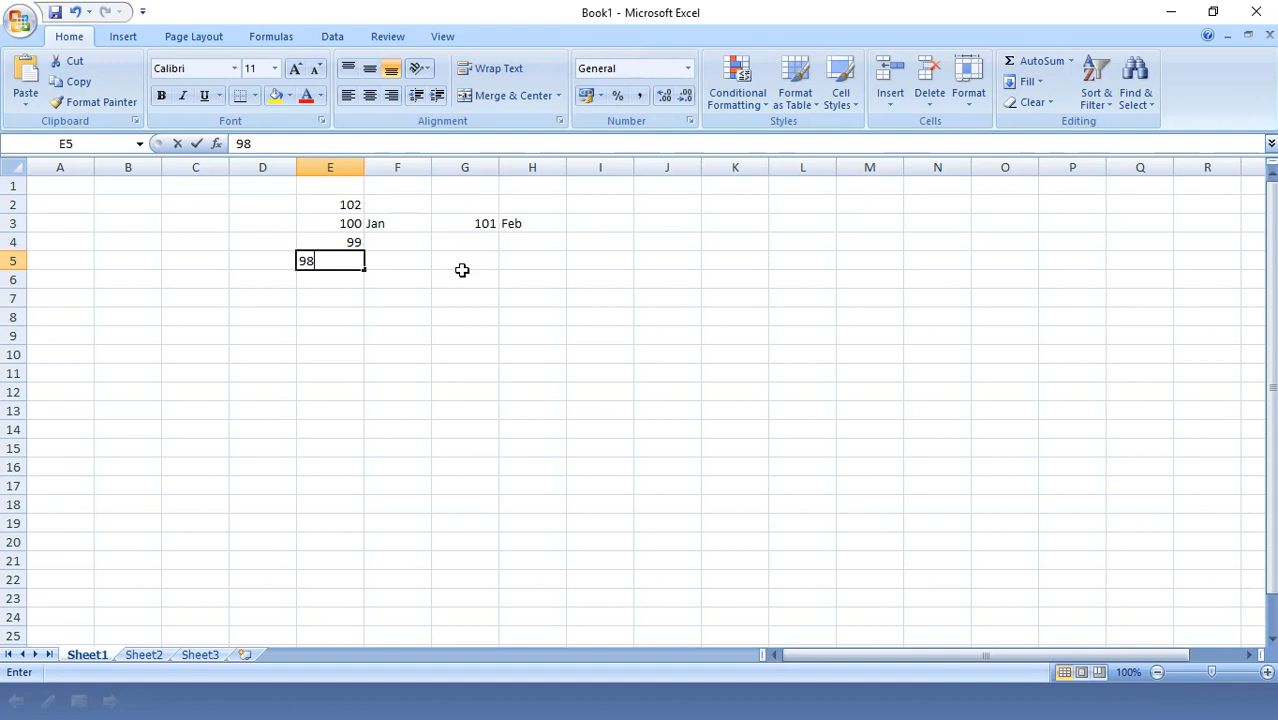 Book1 - Microsoft Excel
Home Insert Page Layout Formulas Data Review View
Paste
Cut
Copy
Format Painter
Clipboard
Calibri 11
Font
Wrap Text
Merge & Center
Alignment
General
Number
Conditional Formatting
Format as Table
Cell Styles
Styles
Insert Delete Format
Cells
Σ AutoSum
Fill
Clear
Sort & Filter
Find & Select
Editing
E5 fx 98
A B C D E F G H I J K L M N O P Q R
1
2 102
3 100 Jan 101 Feb
4 99
5 98
6
7
8
9
10
11
12
13
14
15
16
17
18
19
20
21
22
23
24
25
Sheet1 Sheet2 Sheet3
Enter 100%